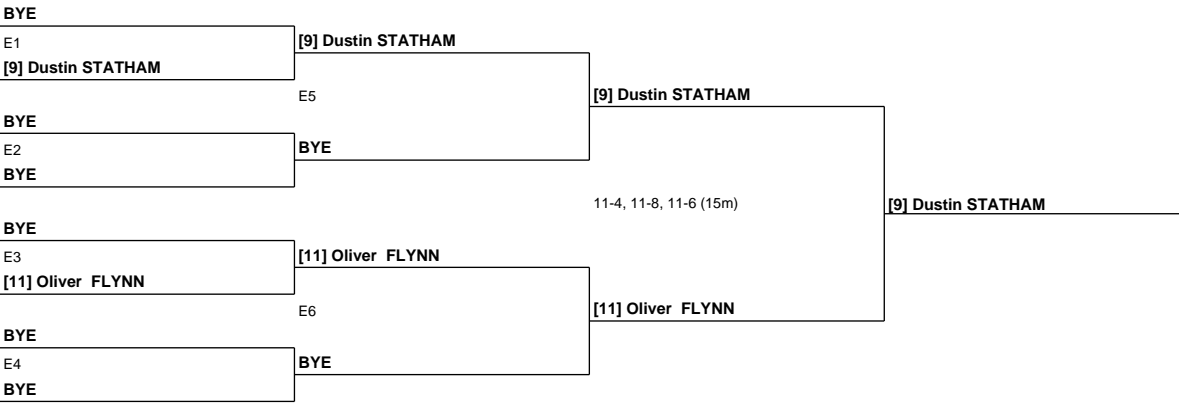 BYE
E1
[9] Dustin STATHAM
BYE
E2
BYE
BYE
E3
[11] Oliver  FLYNN
BYE
E4
BYE
[9] Dustin STATHAM
E5
BYE
[11] Oliver  FLYNN
E6
BYE
[9] Dustin STATHAM
11-4, 11-8, 11-6 (15m)
[11] Oliver  FLYNN
[9] Dustin STATHAM